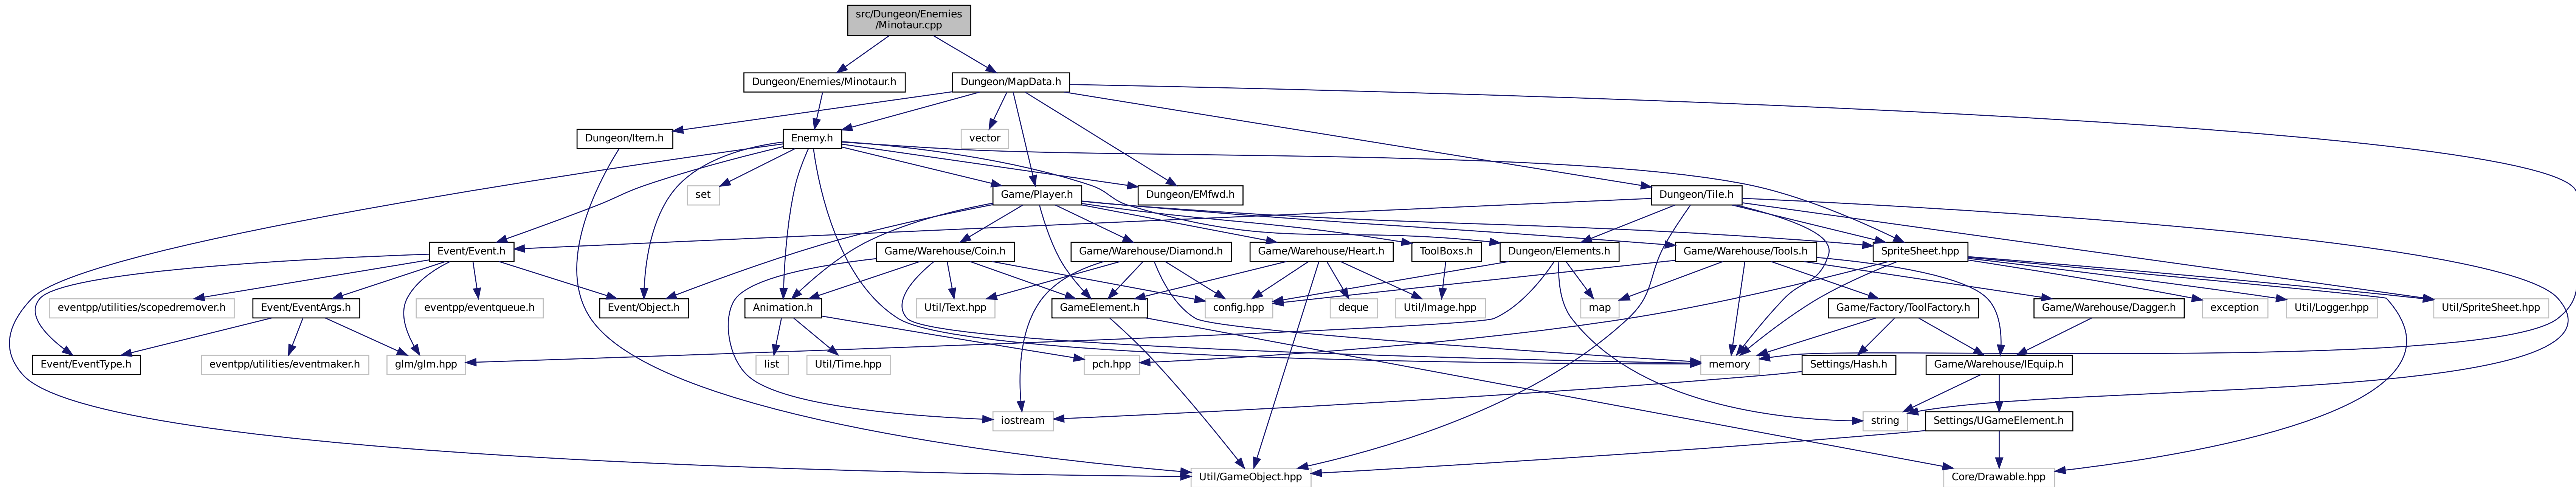 src/Dungeon/Enemies
/Minotaur.cpp
Dungeon/Enemies/Minotaur.h
Dungeon/MapData.h
Dungeon/Item.h
Enemy.h
vector
set
Game/Player.h
Dungeon/EMfwd.h
Dungeon/Tile.h
Event/Event.h
Game/Warehouse/Coin.h
Game/Warehouse/Diamond.h
Game/Warehouse/Heart.h
ToolBoxs.h
Dungeon/Elements.h
Game/Warehouse/Tools.h
SpriteSheet.hpp
eventpp/utilities/scopedremover.h
Event/EventArgs.h
eventpp/eventqueue.h
Event/Object.h
Animation.h
Util/Text.hpp
GameElement.h
config.hpp
deque
Util/Image.hpp
map
Game/Factory/ToolFactory.h
Game/Warehouse/Dagger.h
exception
Util/Logger.hpp
Util/SpriteSheet.hpp
Event/EventType.h
eventpp/utilities/eventmaker.h
glm/glm.hpp
list
Util/Time.hpp
pch.hpp
memory
Settings/Hash.h
Game/Warehouse/IEquip.h
iostream
string
Settings/UGameElement.h
Util/GameObject.hpp
Core/Drawable.hpp